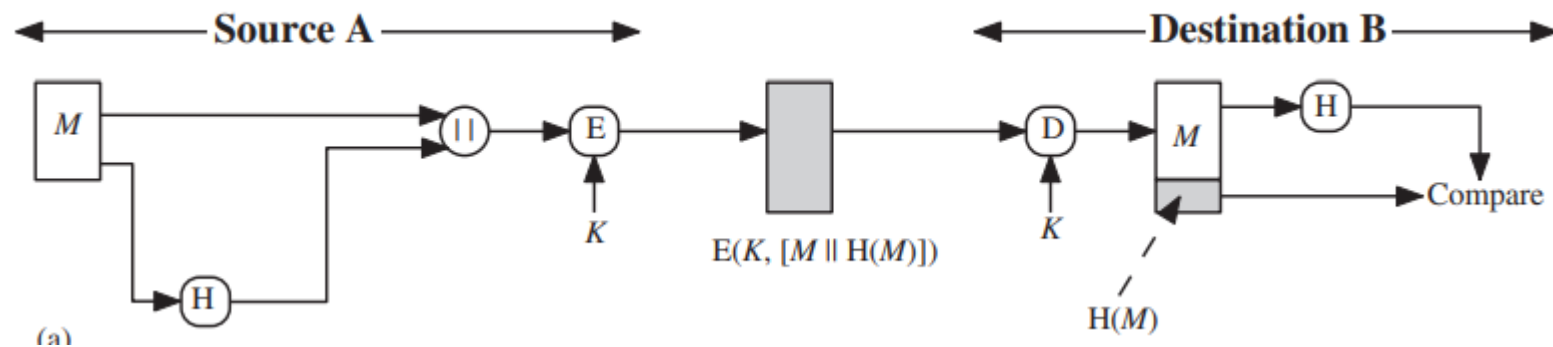 Source A
Destination B
M
H
||
E
K
E(K, [M || H(M)])
D
K
M
H
Compare
H(M)
(a)